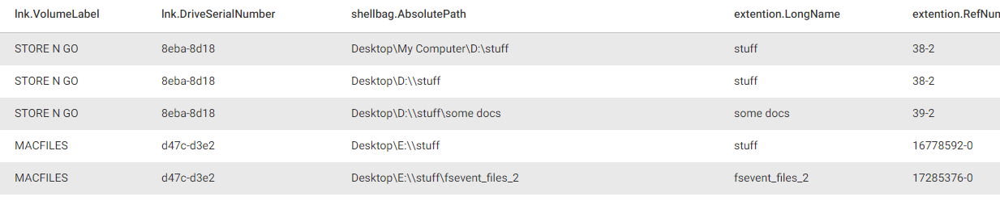 lnk.VolumeLabel lnk.DriveSerialNumber shellbag.AbsolutePath extention.LongName extention.RefNun
STORE N GO 8eba-8d18 Desktop\My Computer\D:\stuff stuff 38-2
STORE N GO 8eba-8d18 Desktop\D:\\stuff stuff 38-2
STORE N GO 8eba-8d18 Desktop\D:\\stuff\some docs some docs 39-2
MACFILES d47c-d3e2 Desktop\E:\\stuff stuff 16778592-0
MACFILES d47c-d3e2 Desktop\E:\\stuff\fsevent_files_2 fsevent_files_2 17285376-0